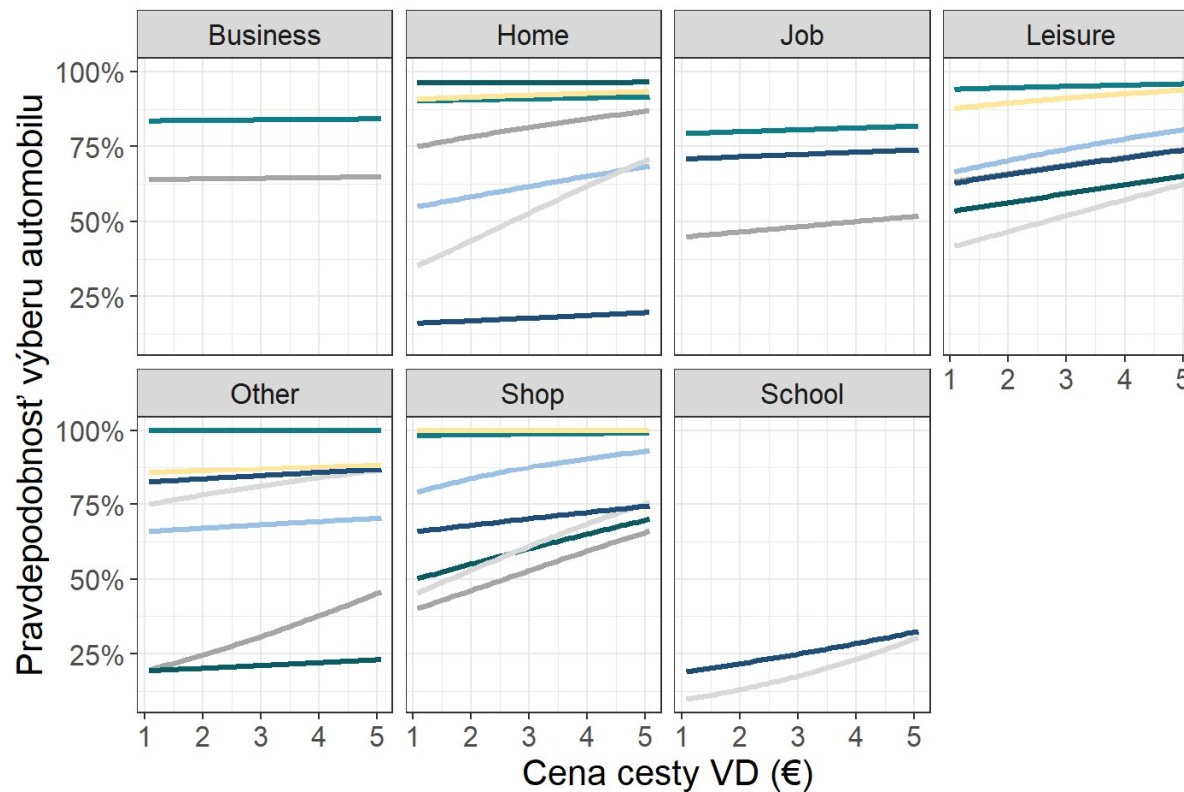 Business
Home
Job
Leisure
100%
75%
50%
25%
1 2 3 4 5
Other
Shop
School
100%
75%
50%
25%
1 2 3 4 5
1 2 3 4 5
1 2 3 4 5
Pravdepodobnosť výberu automobilu
Cena cesty VD (€)